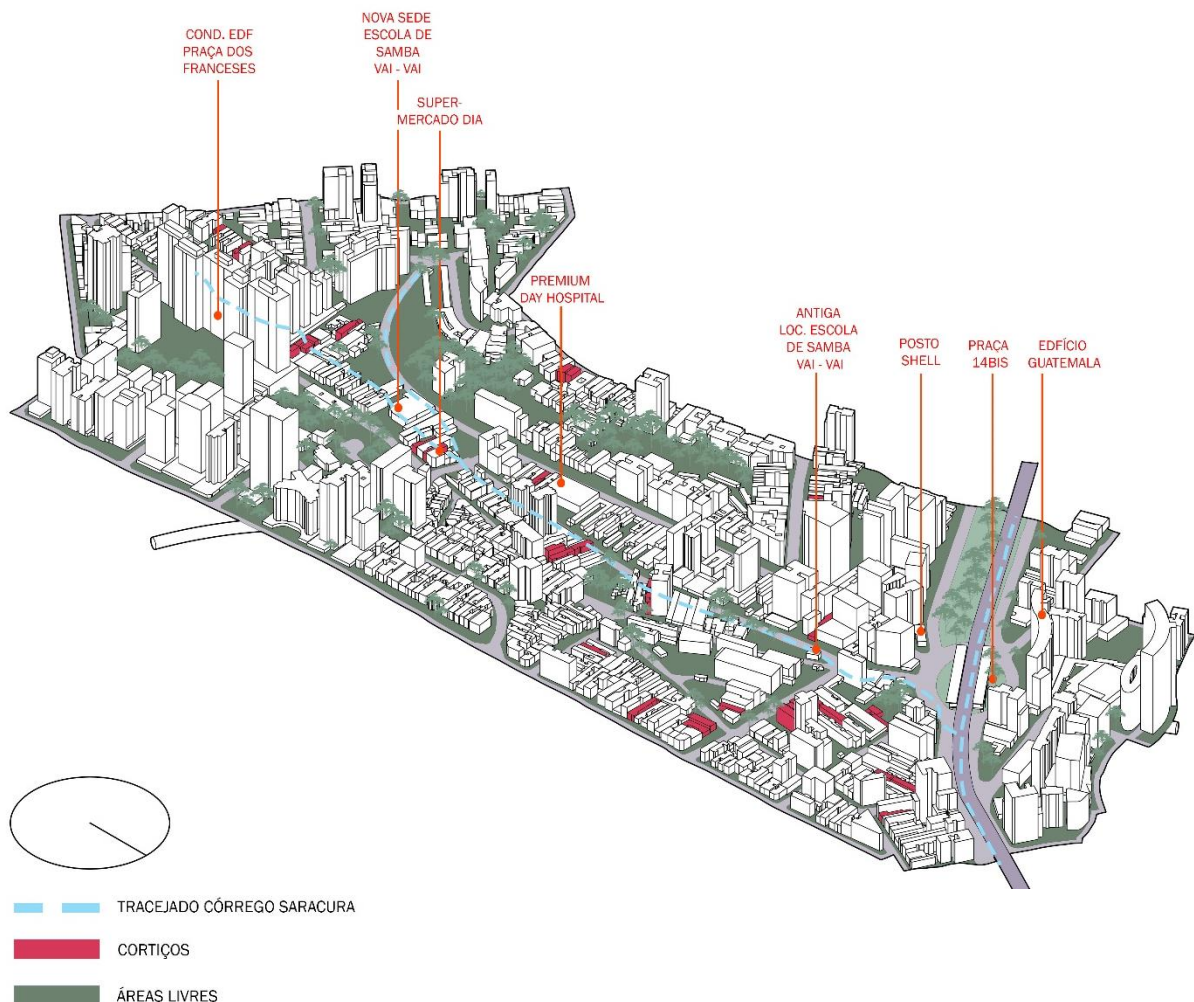 COND. EDF
PRAÇA DOS
FRANCESES
NOVA SEDE
ESCOLA DE
SAMBA
VAI - VAI
SUPER-
MERCADO DIA
PREMIUM
DAY HOSPITAL
ANTIGA
LOC. ESCOLA
DE SAMBA
VAI - VAI
POSTO
SHELL
PRAÇA
14BIS
EDFÍCIO
GUATEMALA
TRACEJADO CÓRREGO SARACURA
CORTIÇOS
ÁREAS LIVRES